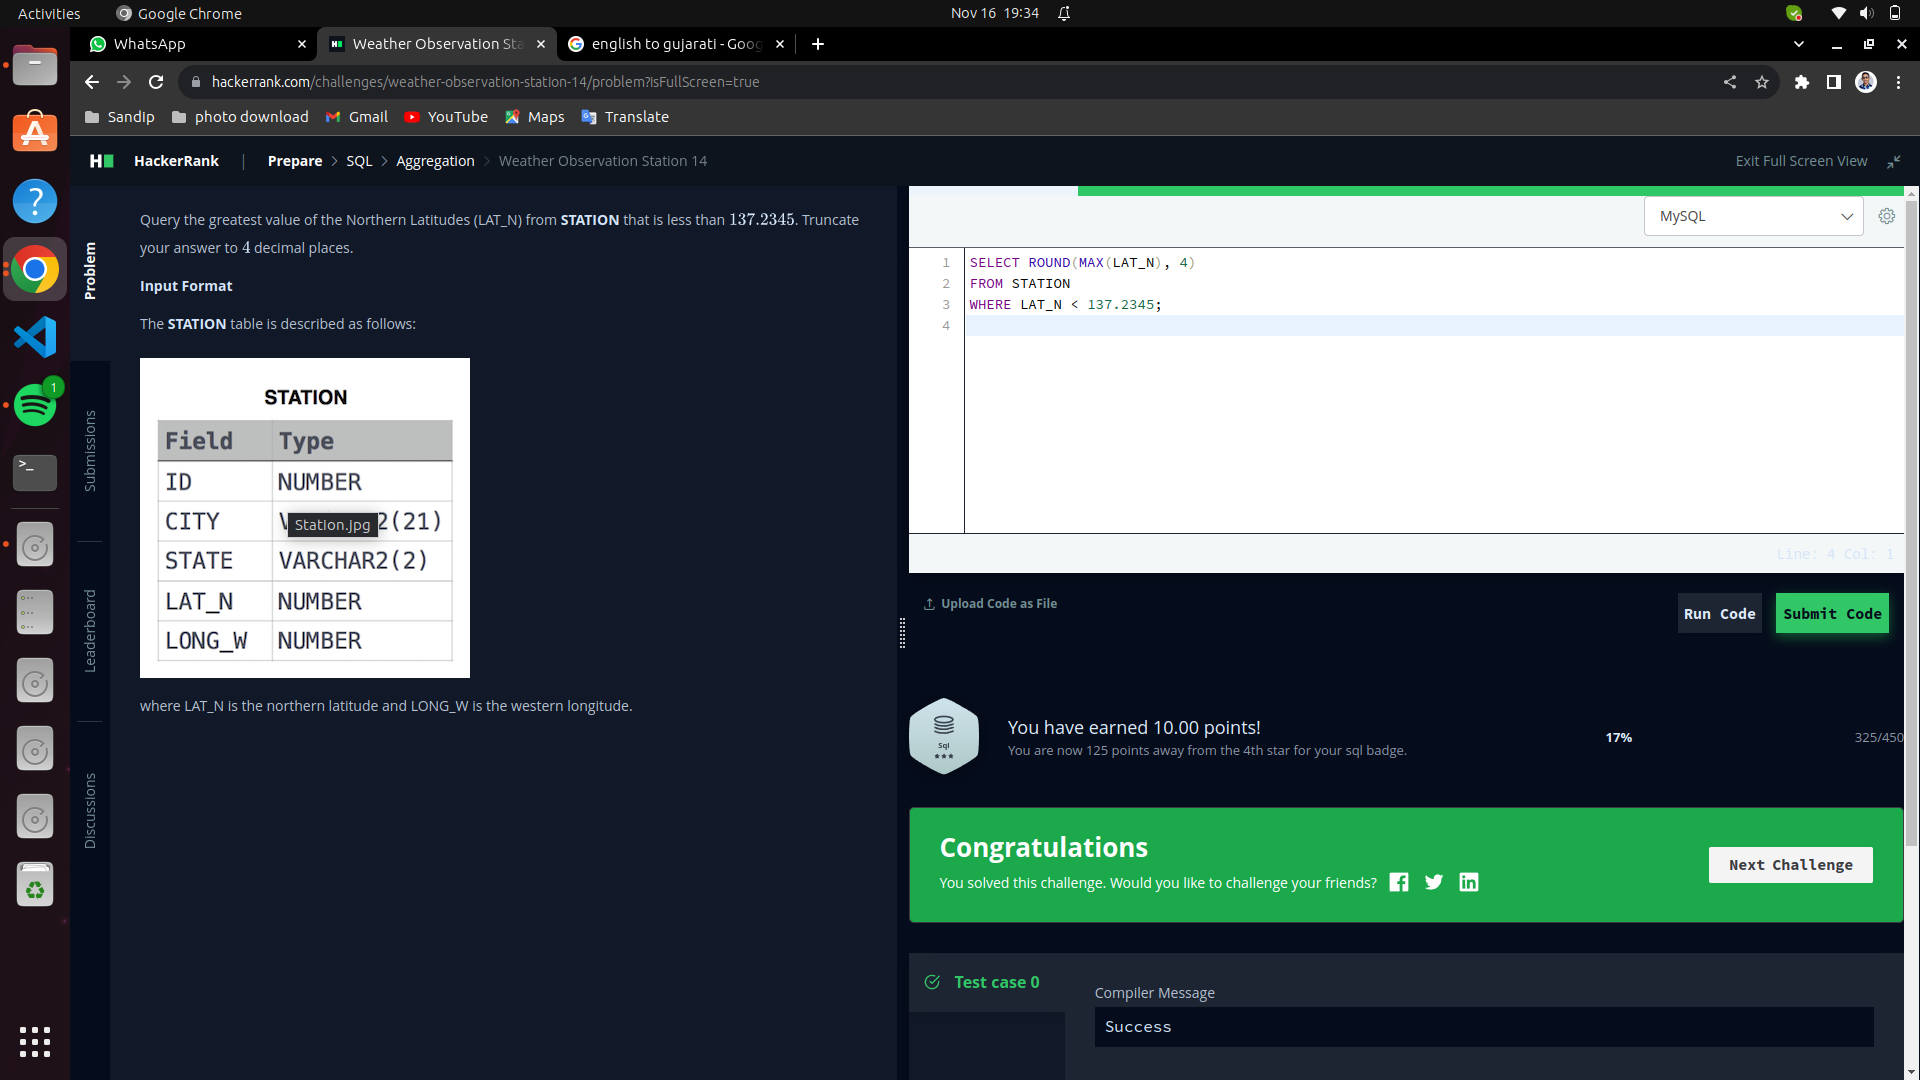 Activities
Google Chrome
Nov 16 19:34
WhatsApp
Weather Observation Sta
english to gujarati - Goog
hackerrank.com/challenges/weather-observation-station-14/problem?isFullScreen=true
Sandip
photo download
Gmail
YouTube
Maps
Translate
HackerRank
Prepare > SQL > Aggregation > Weather Observation Station 14
Exit Full Screen View
Problem
Submissions
Leaderboard
Discussions
1
Query the greatest value of the Northern Latitudes (LAT_N) from STATION that is less than 137.2345. Truncate
your answer to 4 decimal places.
Input Format
The STATION table is described as follows:
STATION
Field Type
ID NUMBER
CITY V 2(21)
Station.jpg
STATE VARCHAR2(2)
LAT_N NUMBER
LONG_W NUMBER
where LAT_N is the northern latitude and LONG_W is the western longitude.
MySQL
1 SELECT ROUND(MAX(LAT_N), 4)
2 FROM STATION
3 WHERE LAT_N < 137.2345;
4
Line: 4 Col: 1
Upload Code as File
Run Code
Submit Code
Sql
You have earned 10.00 points!
You are now 125 points away from the 4th star for your sql badge.
17%
325/450
Congratulations
You solved this challenge. Would you like to challenge your friends?
Next Challenge
Test case 0
Compiler Message
Success